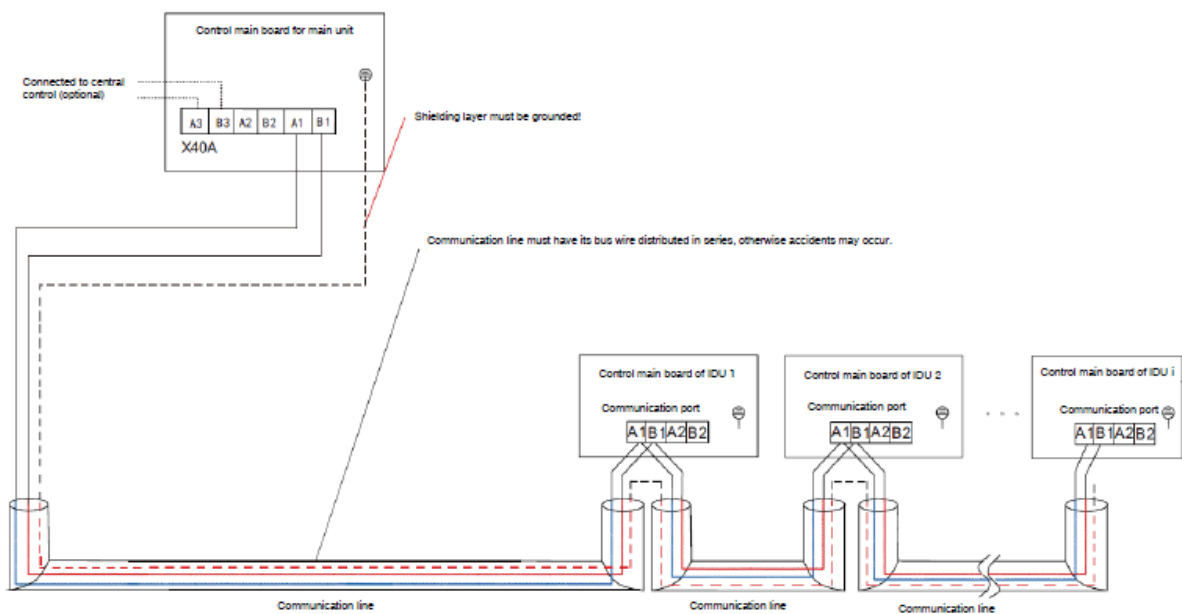 Control main board for main unit
Connected to central
control (optional)
A3 B3 A2 B2 A1 B1
X40A
Shielding layer must be grounded!
Communication line must have its bus wire distributed in series, otherwise accidents may occur.
Control main board of IDU 1
Communication port
A1 B1 A2 B2
Control main board of IDU 2
Communication port
A1 B1 A2 B2
. . .
Control main board of IDU i
Communication port
A1 B1 A2 B2
Communication line
Communication line
Communication line